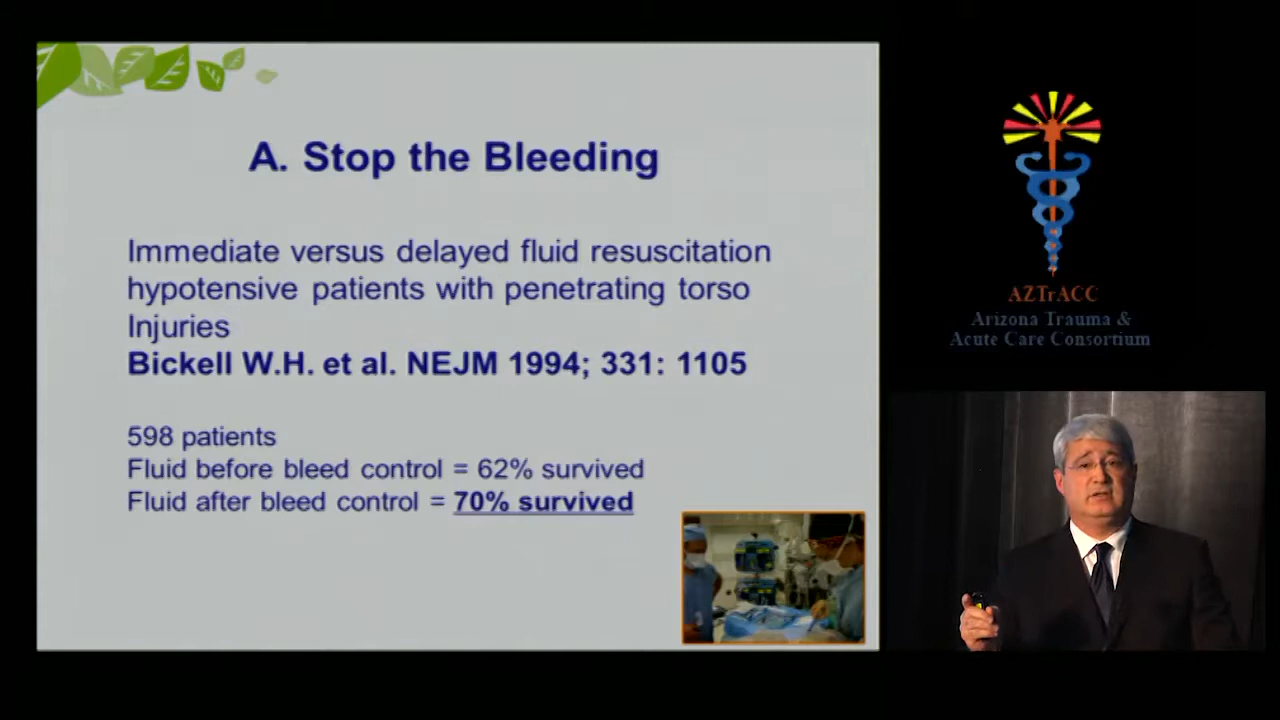 A. Stop the Bleeding
Immediate versus delayed fluid resuscitation
hypotensive patients with penetrating torso
Injuries
Bickell W.H. et al. NEJM 1994; 331: 1105
598 patients
Fluid before bleed control = 62% survived
Fluid after bleed control = 70% survived
AZTrACC
Arizona Trauma &
Acute Care Consortium